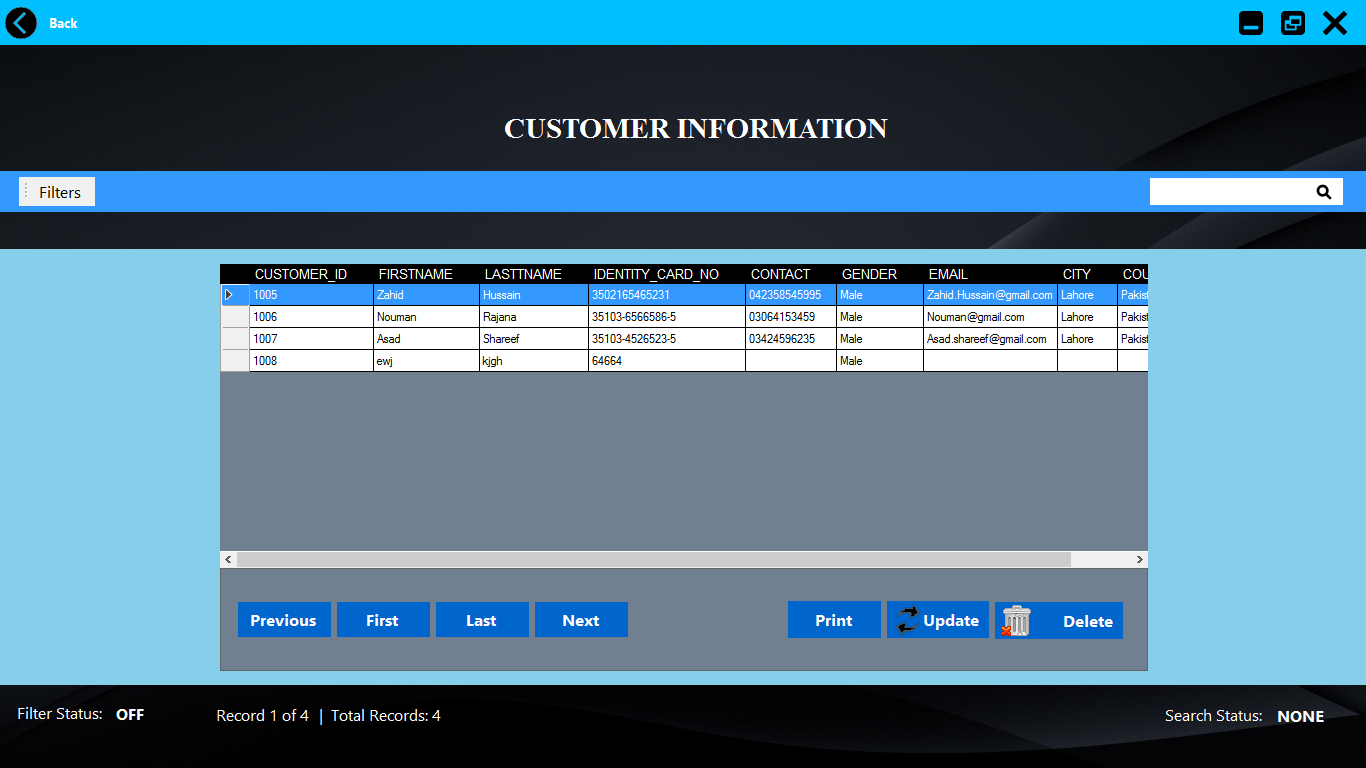 Back
CUSTOMER INFORMATION
Filters
CUSTOMER_ID FIRSTNAME LASTTNAME IDENTITY_CARD_NO CONTACT GENDER EMAIL CITY COU
1005 Zahid Hussain 3502165465231 042358545995 Male Zahid.Hussain@gmail.com Lahore Pakist
1006 Nouman Rajana 35103-6566586-5 03064153459 Male Nouman@gmail.com Lahore Pakist
1007 Asad Shareef 35103-4526523-5 03424596235 Male Asad.shareef@gmail.com Lahore Pakist
1008 ewj kjgh 64664 Male
Previous First Last Next Print Update Delete
Filter Status: OFF Record 1 of 4 | Total Records: 4 Search Status: NONE